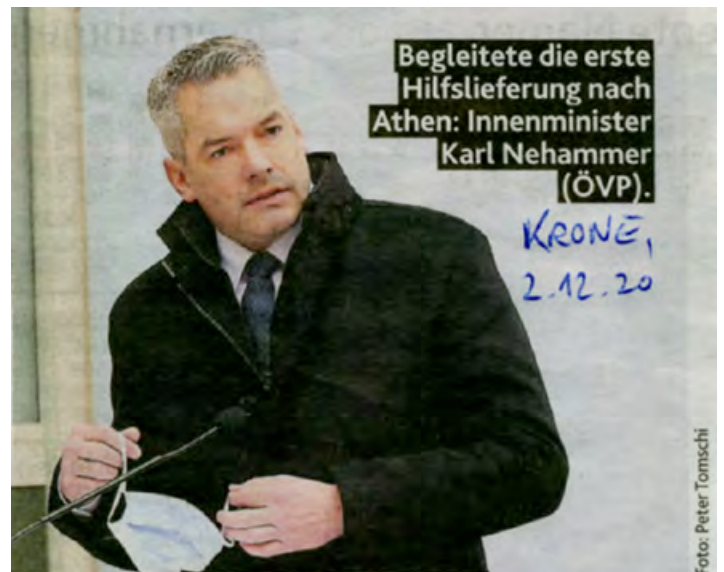 Begleitete die erste
Hilfslieferung nach
Athen: Innenminister
Karl Nehammer
(ÖVP).
KRONE,
2.12.20
Foto: Peter Tomschi